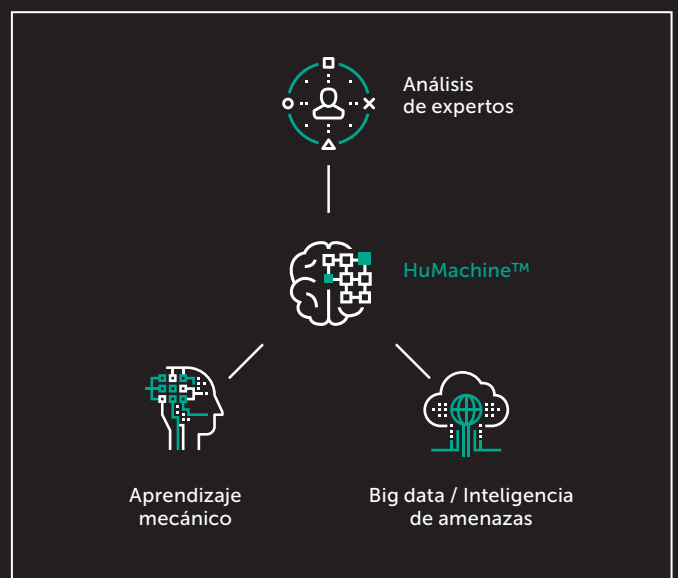 Análisis
de expertos
HuMachine™
Aprendizaje
mecánico
Big data / Inteligencia
de amenazas